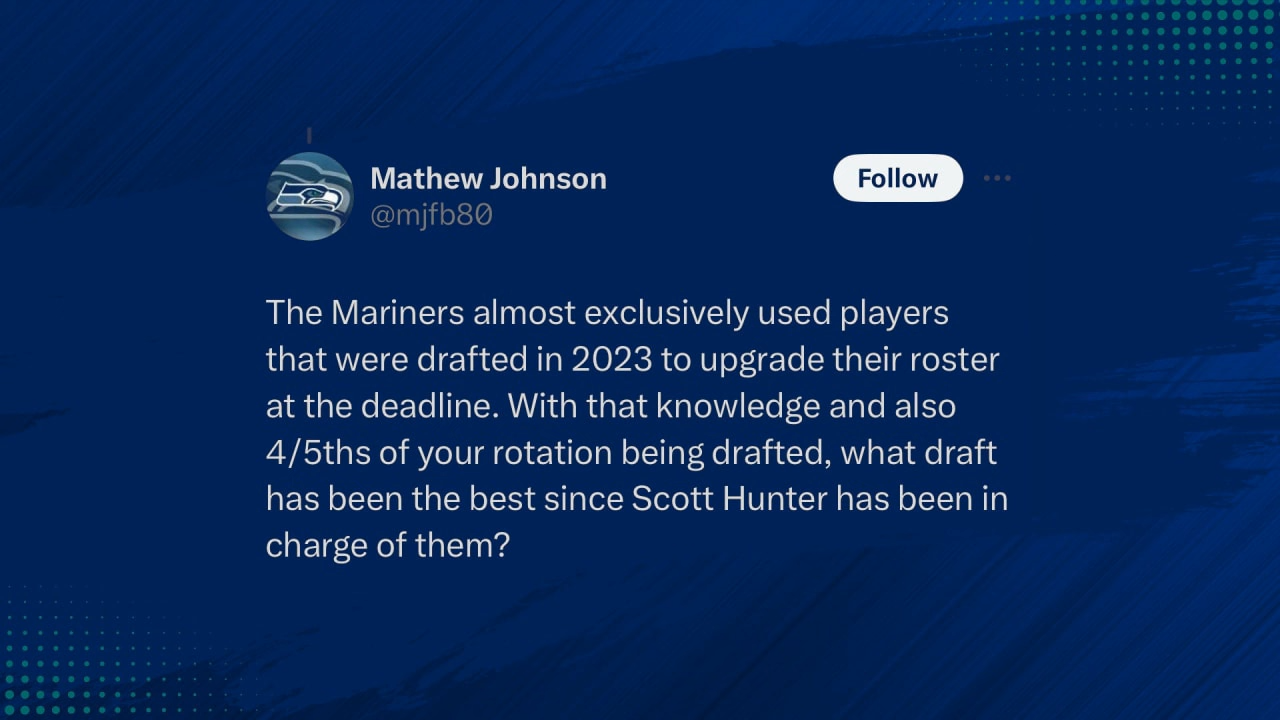 Mathew Johnson
Follow
@mjfb80
The Mariners almost exclusively used players
that were drafted in 2023 to upgrade their roster
at the deadline. With that knowledge and also
4/5ths of your rotation being drafted, what draft
has been the best since Scott Hunter has been in
charge of them?